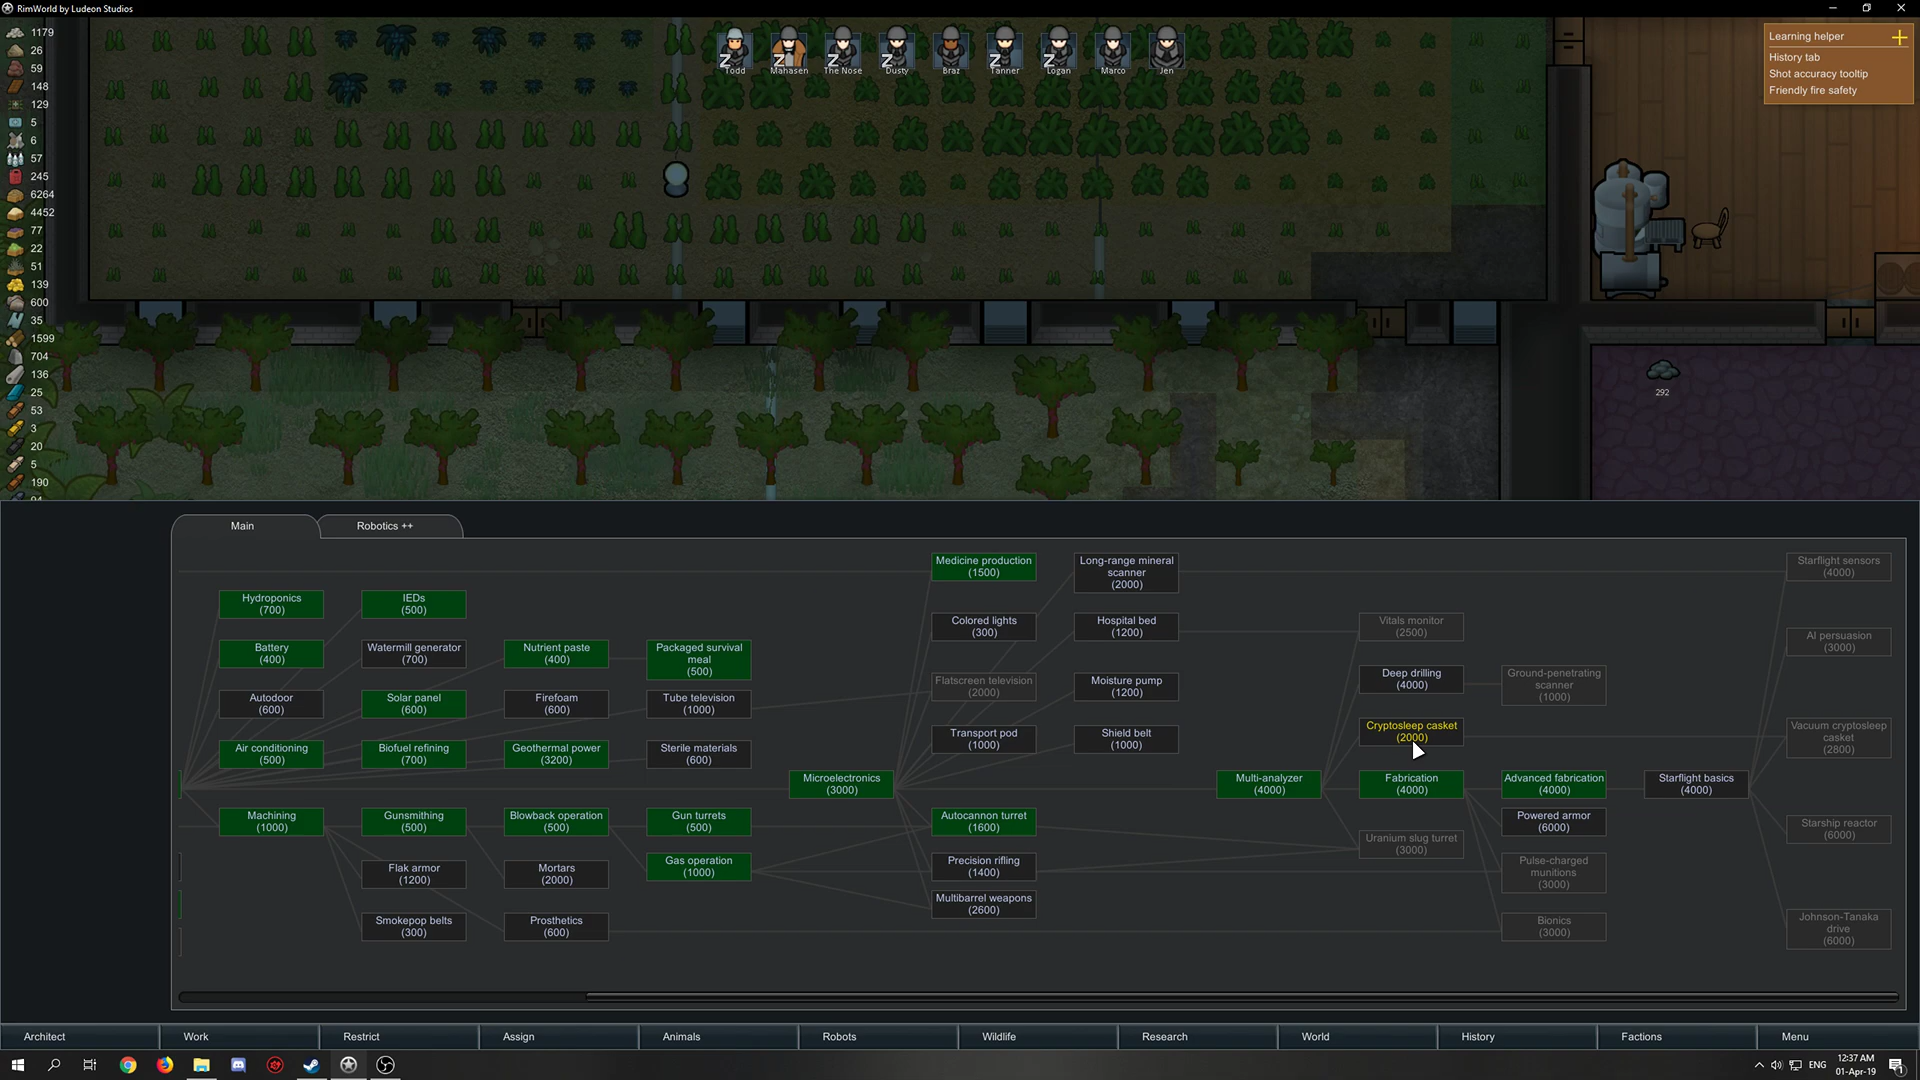 RimWorld by Ludeon Studios
1179
26
59
148
129
5
6
57
245
6264
4452
77
22
51
139
600
35
1599
704
136
25
53
3
20
5
190
Z Todd
Z Mahasen
Z The Nose
Z Dusty
Braz
Z Tanner
Z Logan
Marco
Jen
Learning helper
History tab
Shot accuracy tooltip
Friendly fire safety
292
Main
Robotics ++
Medicine production
(1500)
Long-range mineral
scanner
(2000)
Starflight sensors
(4000)
Hydroponics
(700)
IEDs
(500)
Colored lights
(300)
Hospital bed
(1200)
Vitals monitor
(2500)
AI persuasion
(3000)
Battery
(400)
Watermill generator
(700)
Nutrient paste
(400)
Packaged survival
meal
(500)
Flatscreen television
(2000)
Moisture pump
(1200)
Deep drilling
(4000)
Ground-penetrating
scanner
(1000)
Autodoor
(600)
Solar panel
(600)
Firefoam
(600)
Tube television
(1000)
Transport pod
(1000)
Shield belt
(1000)
Cryptosleep casket
(2000)
Vacuum cryptosleep
casket
(2800)
Air conditioning
(500)
Biofuel refining
(700)
Geothermal power
(3200)
Sterile materials
(600)
Microelectronics
(3000)
Multi-analyzer
(4000)
Fabrication
(4000)
Advanced fabrication
(4000)
Starflight basics
(4000)
Machining
(1000)
Gunsmithing
(500)
Blowback operation
(500)
Gun turrets
(500)
Autocannon turret
(1600)
Uranium slug turret
(3000)
Powered armor
(6000)
Starship reactor
(6000)
Flak armor
(1200)
Mortars
(2000)
Gas operation
(1000)
Precision rifling
(1400)
Pulse-charged
munitions
(3000)
Multibarrel weapons
(2600)
Smokepop belts
(300)
Prosthetics
(600)
Bionics
(3000)
Johnson-Tanaka
drive
(6000)
Architect
Work
Restrict
Assign
Animals
Robots
Wildlife
Research
World
History
Factions
Menu
ENG
12:37 AM
01-Apr-19